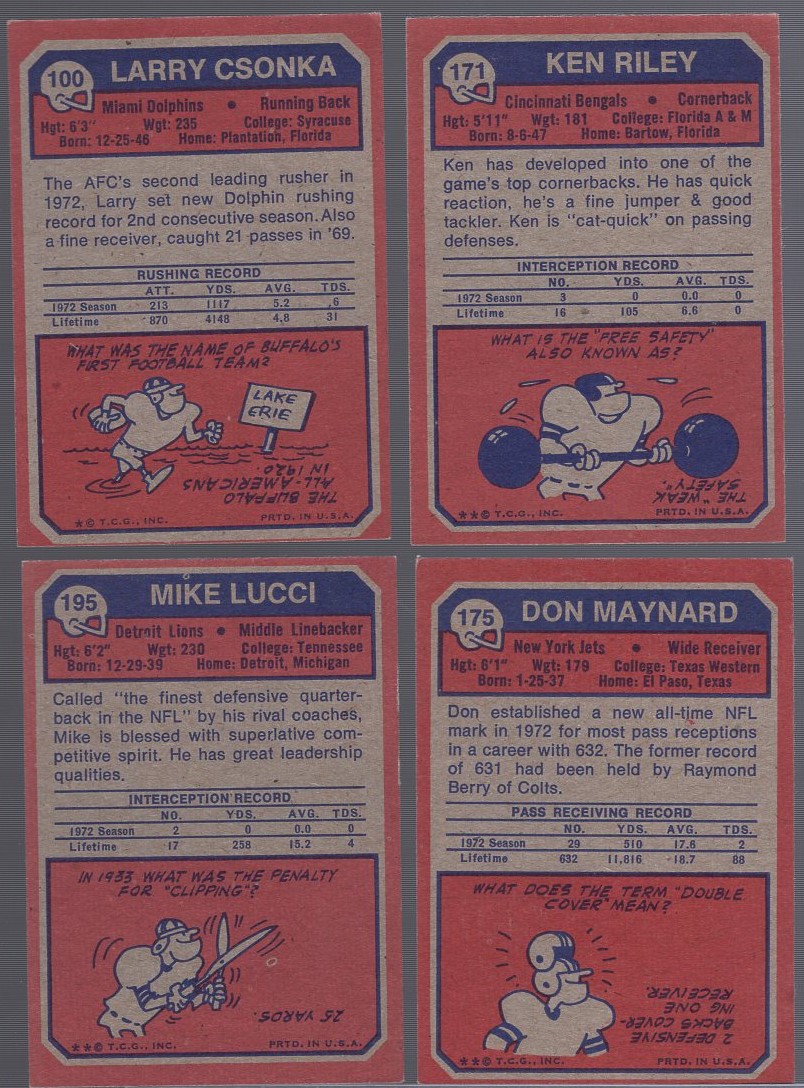 100
LARRY CSONKA
Miami Dolphins • Running Back
Hgt: 6'3" Wgt: 235 College: Syracuse
Born: 12-25-46 Home: Plantation, Florida
The AFC's second leading rusher in
1972, Larry set new Dolphin rushing
record for 2nd consecutive season. Also
a fine receiver, caught 21 passes in '69.
RUSHING RECORD
ATT. YDS. AVG. TDS.
1972 Season 213 1117 5.2 6
Lifetime 870 4148 4.8 31
WHAT WAS THE NAME OF BUFFALO'S
FIRST FOOTBALL TEAM?
LAKE
ERIE
THE BUFFALO
ALL-AMERICANS
IN 1920.
*© T.C.G., INC. PRTD. IN U.S.A.
171
KEN RILEY
Cincinnati Bengals • Cornerback
Hgt: 5'11" Wgt: 181 College: Florida A & M
Born: 8-6-47 Home: Bartow, Florida
Ken has developed into one of the
game's top cornerbacks. He has quick
reaction, he's a fine jumper & good
tackler. Ken is "cat-quick" on passing
defenses.
INTERCEPTION RECORD
NO. YDS. AVG. TDS.
1972 Season 3 0 0.0 0
Lifetime 16 105 6.6 0
WHAT IS THE "FREE SAFETY"
ALSO KNOWN AS?
THE "WEAK
SAFETY".
**© T.C.G., INC. PRTD. IN U.S.A.
195
MIKE LUCCI
Detroit Lions • Middle Linebacker
Hgt: 6'2" Wgt: 230 College: Tennessee
Born: 12-29-39 Home: Detroit, Michigan
Called "the finest defensive quarter-
back in the NFL" by his rival coaches,
Mike is blessed with superlative com-
petitive spirit. He has great leadership
qualities.
INTERCEPTION RECORD
NO. YDS. AVG. TDS.
1972 Season 2 0 0.0 0
Lifetime 17 258 15.2 4
IN 1933 WHAT WAS THE PENALTY
FOR "CLIPPING"?
25 YARDS.
**© T.C.G., INC. PRTD. IN U.S.A.
175
DON MAYNARD
New York Jets • Wide Receiver
Hgt: 6'1" Wgt: 179 College: Texas Western
Born: 1-25-37 Home: El Paso, Texas
Don established a new all-time NFL
mark in 1972 for most pass receptions
in a career with 632. The former record
of 631 had been held by Raymond
Berry of Colts.
PASS RECEIVING RECORD
NO. YDS. AVG. TDS.
1972 Season 29 510 17.6 2
Lifetime 632 11,816 18.7 88
WHAT DOES THE TERM "DOUBLE
COVER" MEAN?
2 DEFENSIVE
BACKS COVER-
ING ONE
RECEIVER.
**© T.C.G., INC. PRTD. IN U.S.A.